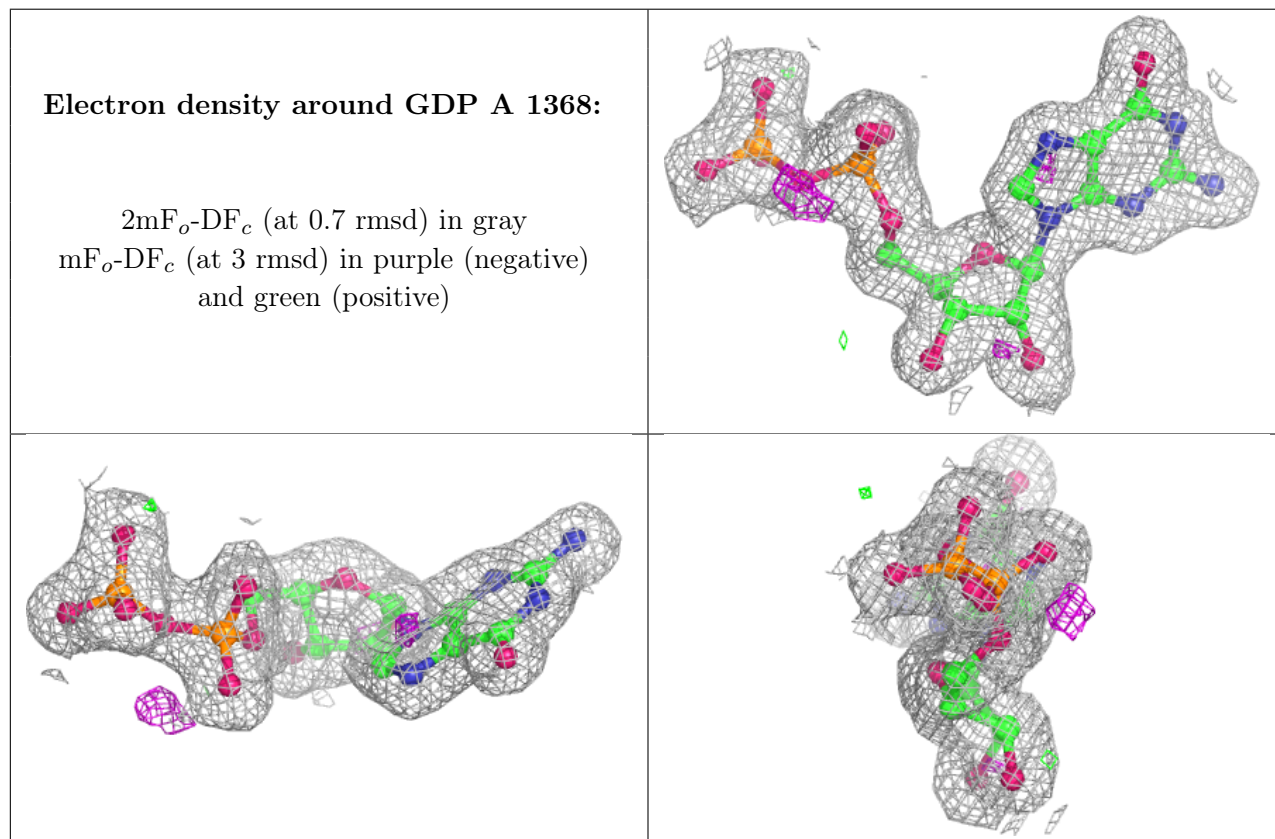 Electron density around GDP A 1368:
2mFₒ-DF𝑐 (at 0.7 rmsd) in gray
mFₒ-DF𝑐 (at 3 rmsd) in purple (negative)
and green (positive)